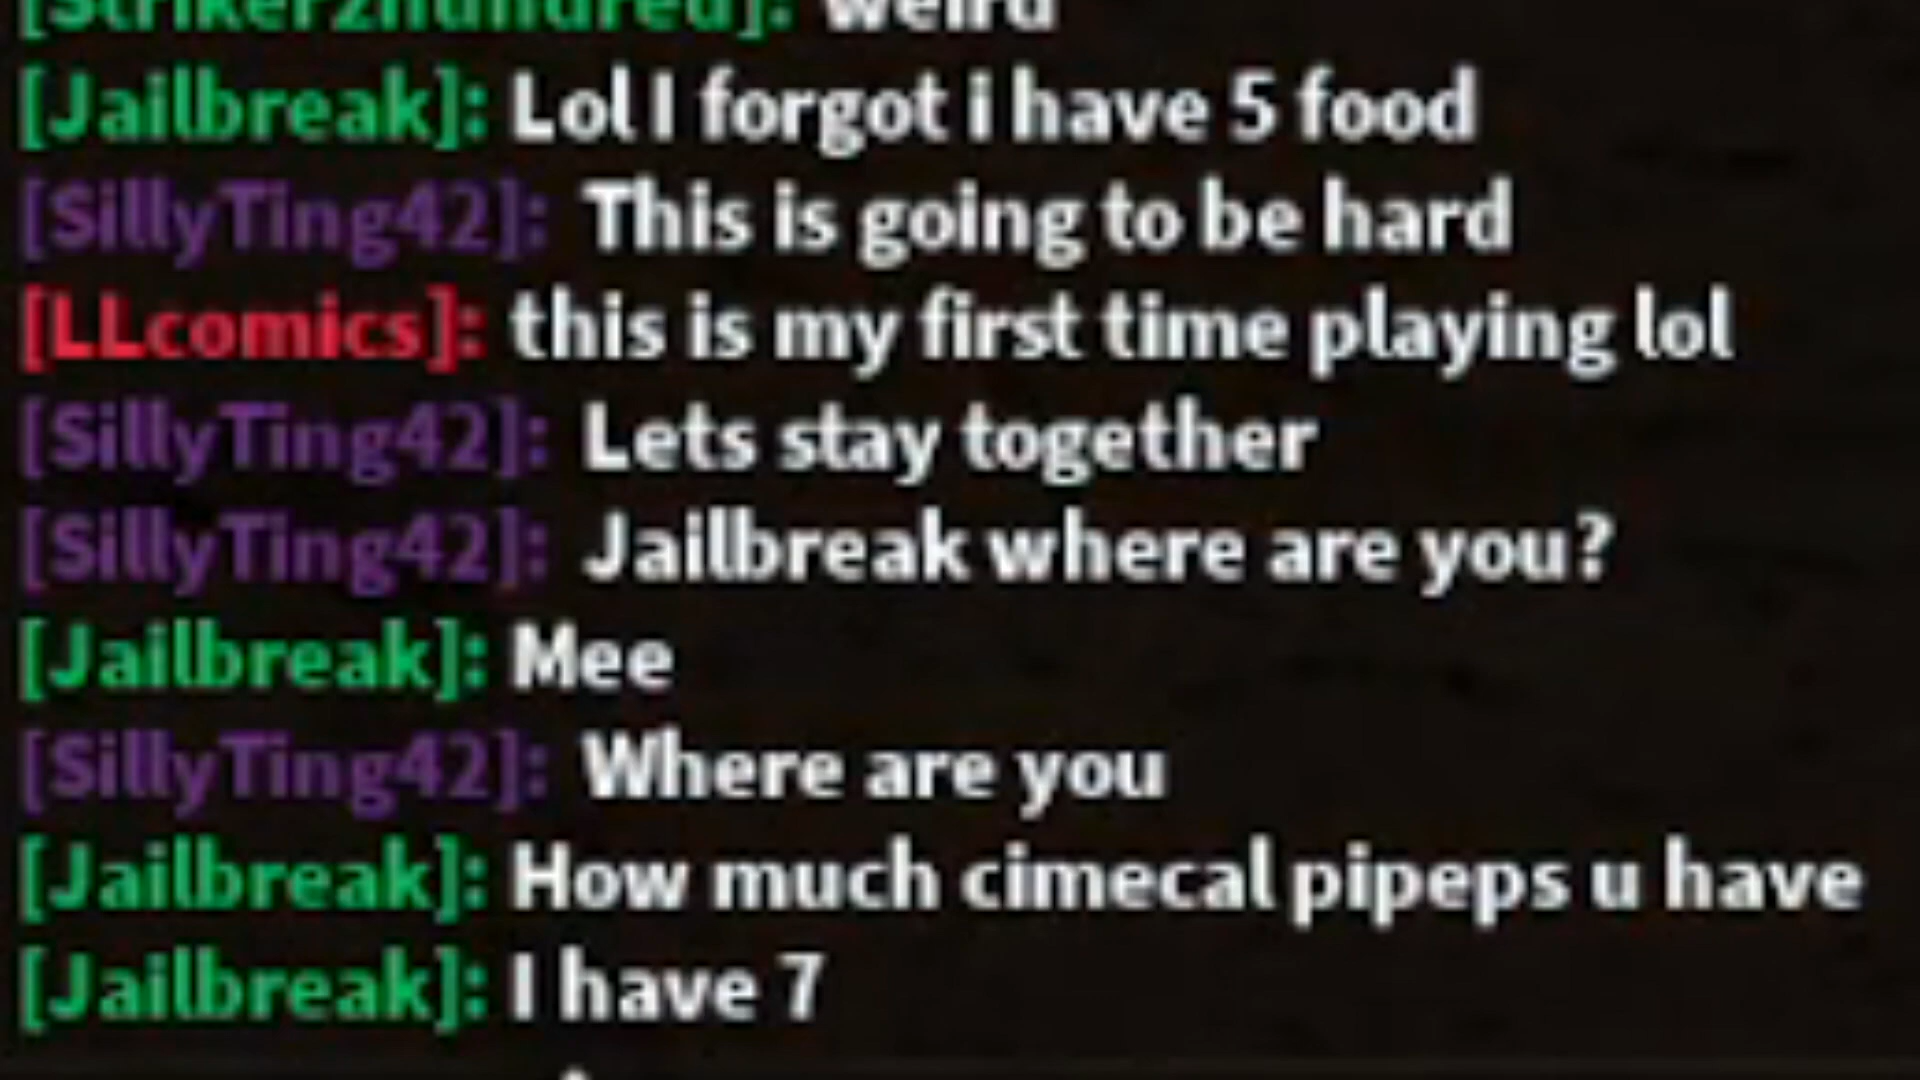 [Striker2hundred]: weird
[Jailbreak]: Lol I forgot i have 5 food
[SillyTing42]: This is going to be hard
[LLcomics]: this is my first time playing lol
[SillyTing42]: Lets stay together
[SillyTing42]: Jailbreak where are you?
[Jailbreak]: Mee
[SillyTing42]: Where are you
[Jailbreak]: How much cimecal pipeps u have
[Jailbreak]: I have 7